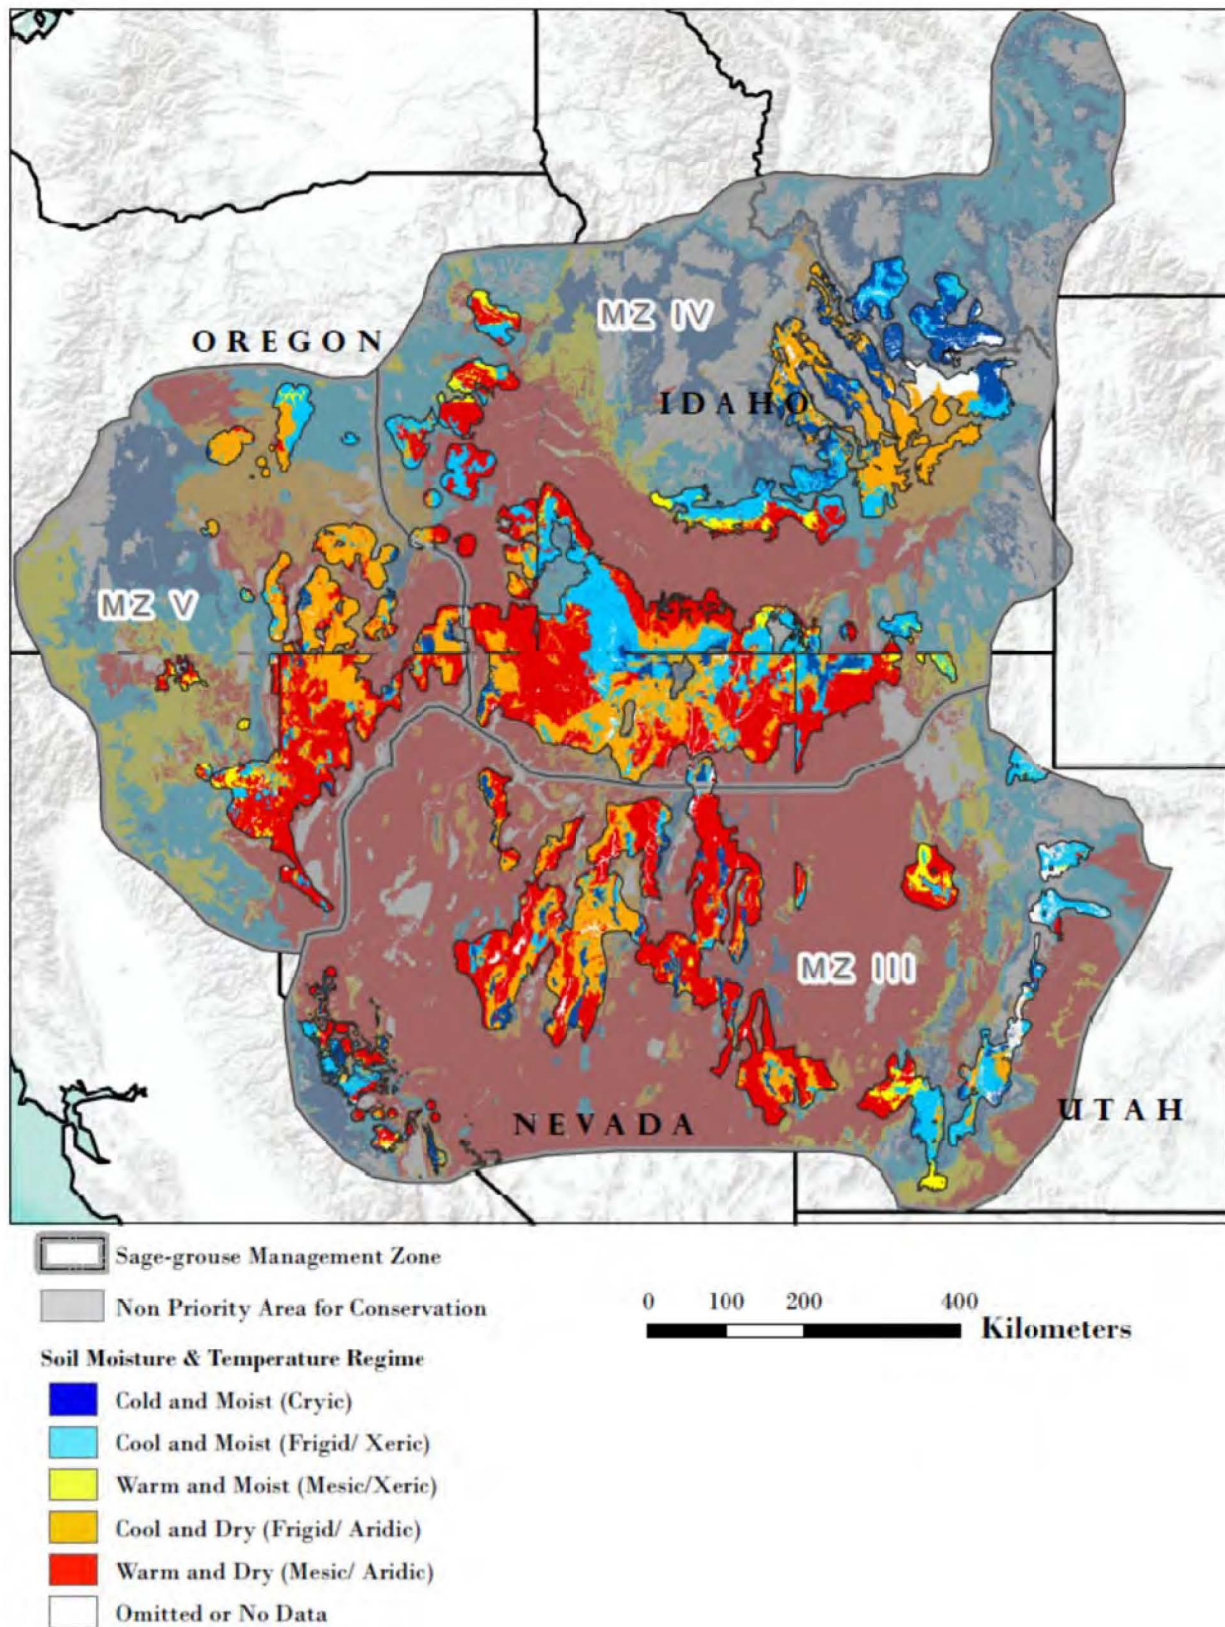 MZ IV
OREGON
IDAHO
MZ V
MZ III
NEVADA
UTAH
Sage-grouse Management Zone
Non Priority Area for Conservation
0 100 200 400
Kilometers
Soil Moisture & Temperature Regime
Cold and Moist (Cryic)
Cool and Moist (Frigid/ Xeric)
Warm and Moist (Mesic/Xeric)
Cool and Dry (Frigid/ Aridic)
Warm and Dry (Mesic/ Aridic)
Omitted or No Data